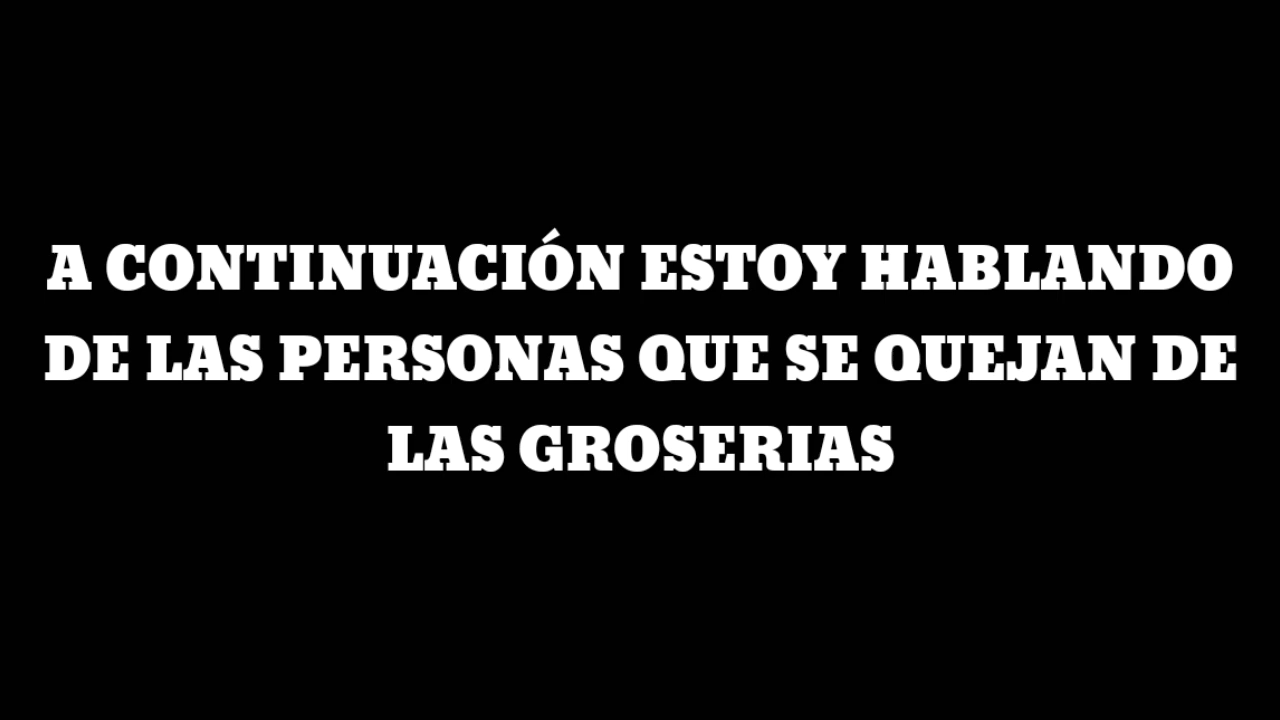 A CONTINUACIÓN ESTOY HABLANDO
DE LAS PERSONAS QUE SE QUEJAN DE
LAS GROSERIAS